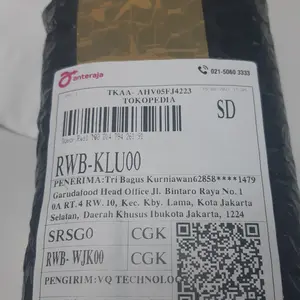 anteraja
021-5060 3333
TKAA- AHV05FJ4223
TOKOPEDIA
SD
RWB-KLU00
PENERIMA:Tri Bagus Kurniawan62858****1479
Garudafood Head Office Jl. Bintaro Raya No. 1
0A RT.4 RW.10, Kec. Kby. Lama, Kota Jakarta
Selatan, Daerah Khusus Ibukota Jakarta, 1224
SRSGO
CGK
RWB- WJK00
CGK
PENGIRIM:VQ TECHNOLOG